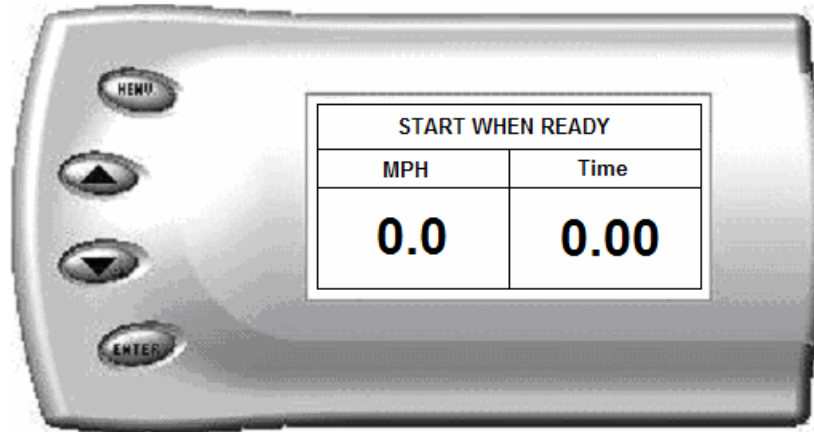 MENU
START WHEN READY
MPH Time
0.0 0.00
ENTER